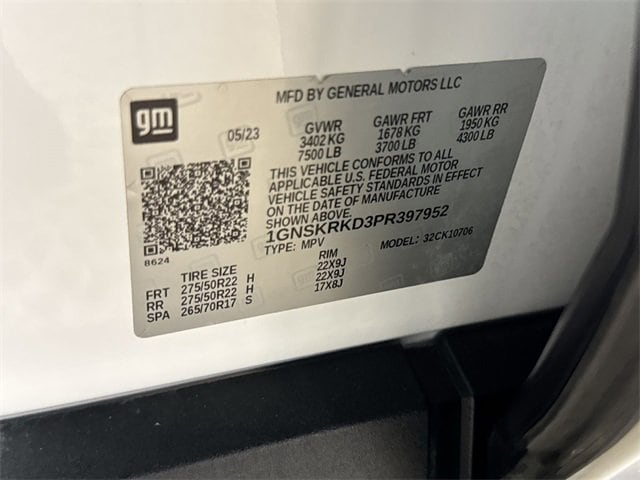 MFD BY GENERAL MOTORS LLC
gm
05/23 GVWR GAWR FRT GAWR RR
3402 KG 1678 KG 1950 KG
7500 LB 3700 LB 4300 LB
THIS VEHICLE CONFORMS TO ALL
APPLICABLE U.S. FEDERAL MOTOR
VEHICLE SAFETY STANDARDS IN EFFECT
ON THE DATE OF MANUFACTURE
SHOWN ABOVE.
1GNSKRKD3PR397952
TYPE: MPV MODEL: 32CK10706
8624
TIRE SIZE RIM
FRT 275/50R22 H 22X9J
RR 275/50R22 H 22X9J
SPA 265/70R17 S 17X8J